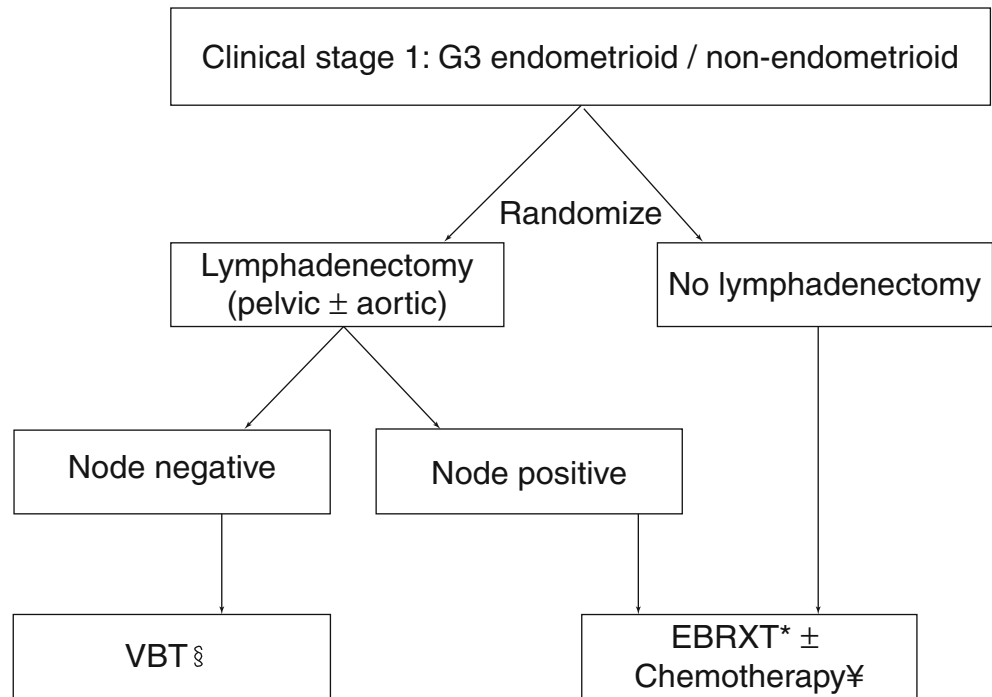 Clinical stage 1: G3 endometrioid / non-endometrioid
Randomize
Lymphadenectomy
(pelvic ± aortic)
No lymphadenectomy
Node negative
Node positive
VBT§
EBRXT* ±
Chemotherapy¥